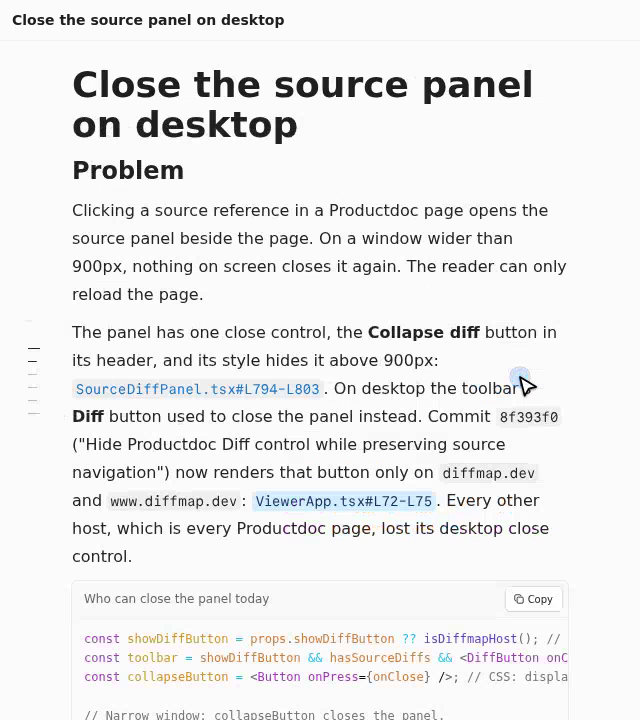 Close the source panel on desktop
Close the source panel
on desktop
Problem
Clicking a source reference in a Productdoc page opens the
source panel beside the page. On a window wider than
900px, nothing on screen closes it again. The reader can only
reload the page.
The panel has one close control, the Collapse diff button in
its header, and its style hides it above 900px:
SourceDiffPanel.tsx#L794-L803. On desktop the toolbar
Diff button used to close the panel instead. Commit 8f393f0
("Hide Productdoc Diff control while preserving source
navigation") now renders that button only on diffmap.dev
and www.diffmap.dev: ViewerApp.tsx#L72-L75. Every other
host, which is every Productdoc page, lost its desktop close
control.
Who can close the panel today
Copy
const showDiffButton = props.showDiffButton ?? isDiffmapHost(); //
const toolbar = showDiffButton && hasSourceDiffs && <DiffButton onC
const collapseButton = <Button onPress={onClose} />; // CSS: displa
// Narrow window: collapseButton closes the panel.